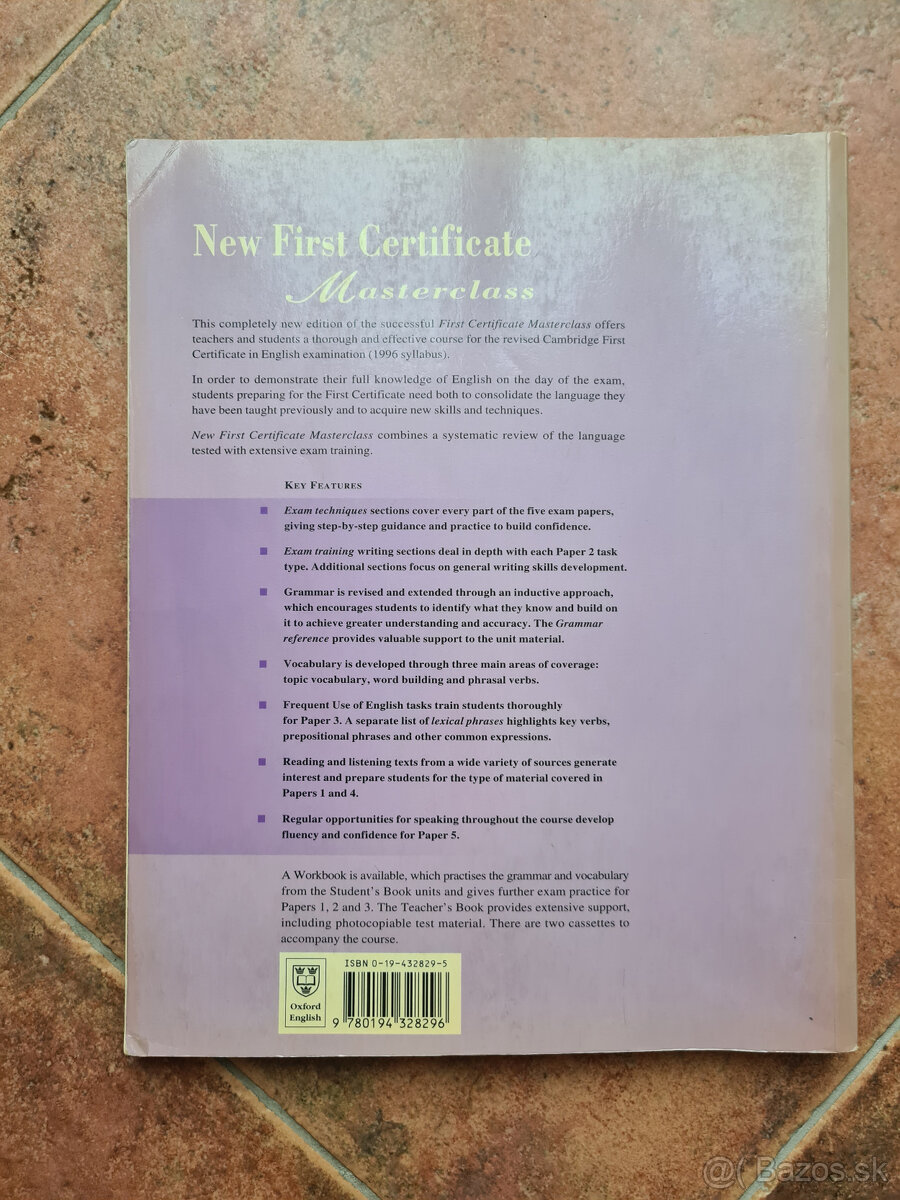 New First Certificate
Masterclass
This completely new edition of the successful First Certificate Masterclass offers
teachers and students a thorough and effective course for the revised Cambridge First
Certificate in English examination (1996 syllabus).
In order to demonstrate their full knowledge of English on the day of the exam,
students preparing for the First Certificate need both to consolidate the language they
have been taught previously and to acquire new skills and techniques.
New First Certificate Masterclass combines a systematic review of the language
tested with extensive exam training.
KEY FEATURES
■ Exam techniques sections cover every part of the five exam papers,
giving step-by-step guidance and practice to build confidence.
■ Exam training writing sections deal in depth with each Paper 2 task
type. Additional sections focus on general writing skills development.
■ Grammar is revised and extended through an inductive approach,
which encourages students to identify what they know and build on
it to achieve greater understanding and accuracy. The Grammar
reference provides valuable support to the unit material.
■ Vocabulary is developed through three main areas of coverage:
topic vocabulary, word building and phrasal verbs.
■ Frequent Use of English tasks train students thoroughly
for Paper 3. A separate list of lexical phrases highlights key verbs,
prepositional phrases and other common expressions.
■ Reading and listening texts from a wide variety of sources generate
interest and prepare students for the type of material covered in
Papers 1 and 4.
■ Regular opportunities for speaking throughout the course develop
fluency and confidence for Paper 5.
A Workbook is available, which practises the grammar and vocabulary
from the Student's Book units and gives further exam practice for
Papers 1, 2 and 3. The Teacher's Book provides extensive support,
including photocopiable test material. There are two cassettes to
accompany the course.
ISBN 0-19-432829-5
Oxford
English
9 780194 328296
@( Bazos.sk